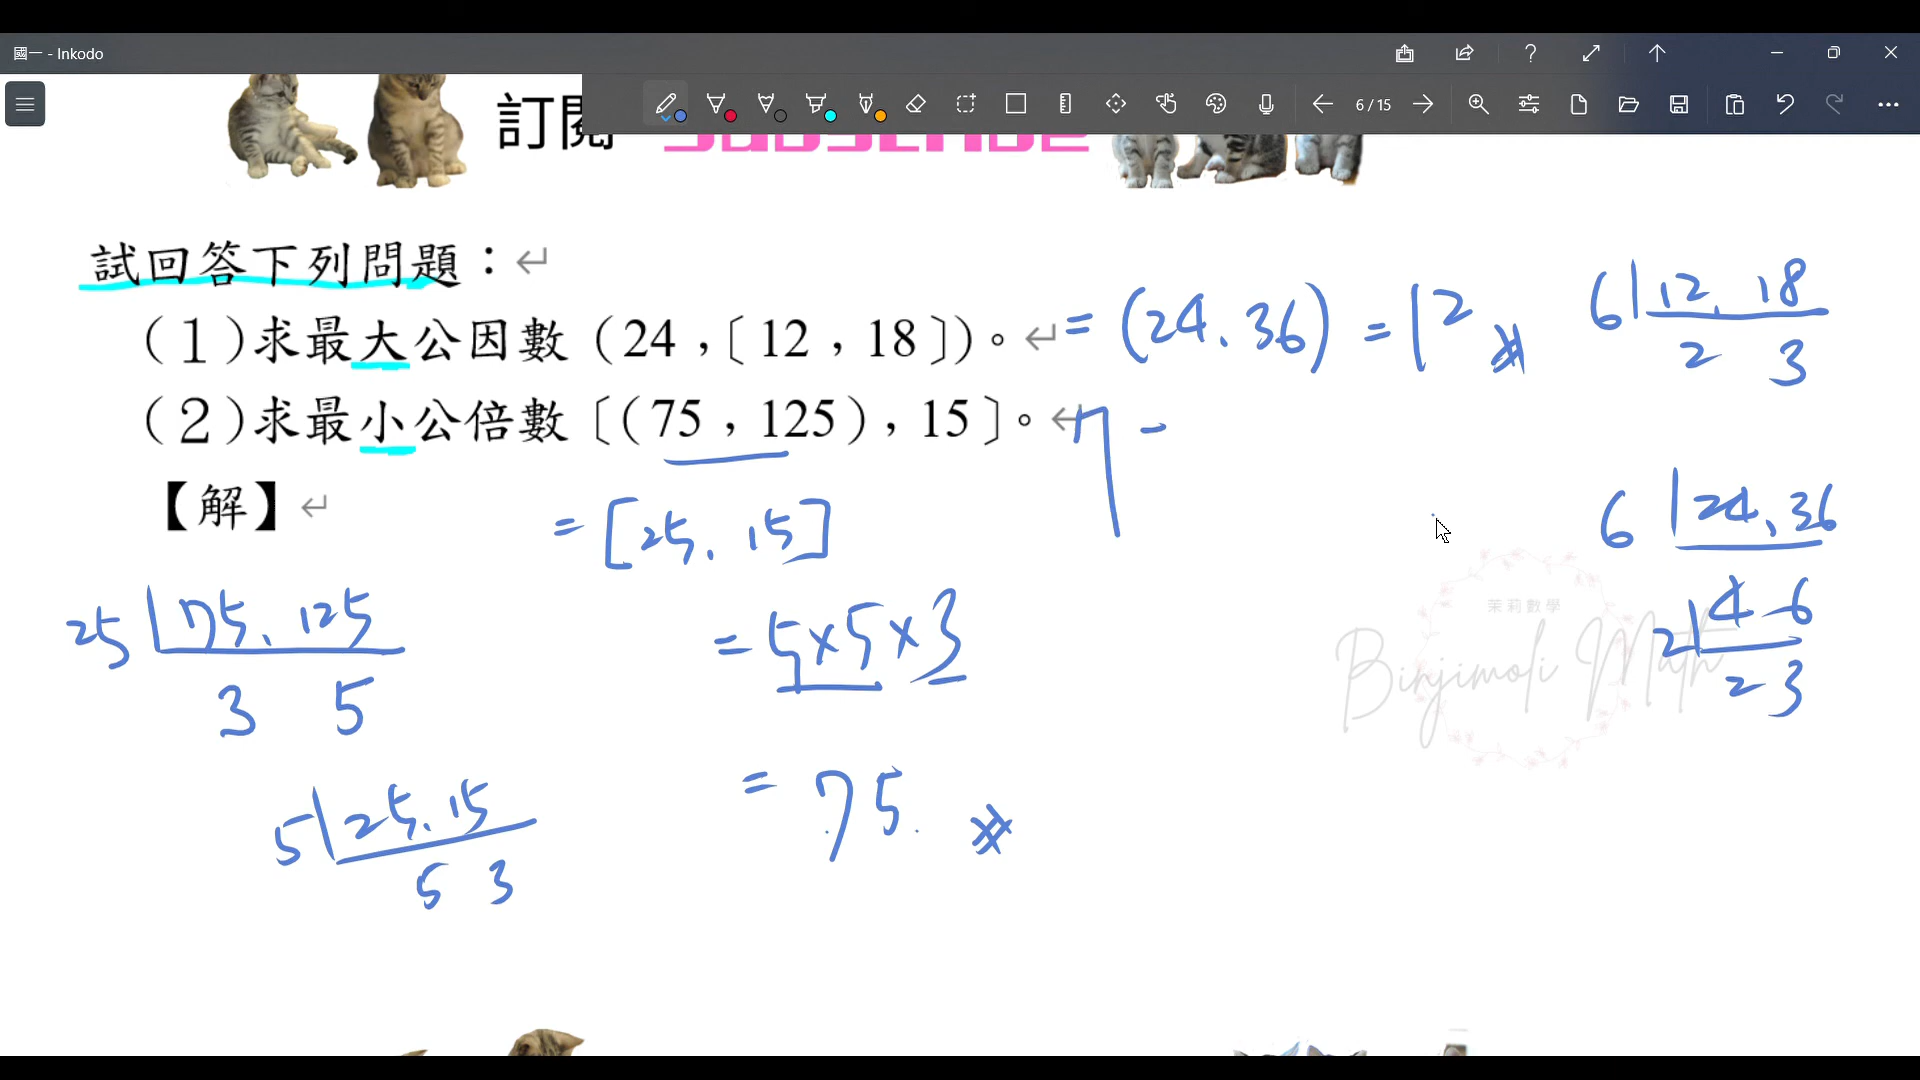 國一 - Inkodo
6 / 15
訂閱
SUBSCRIBE
試回答下列問題：↵
(1)求最大公因數（24，〔12，18〕）。↵ = (24, 36) = 12 #
6 | 12, 18
2 3
(2)求最小公倍數〔（75，125），15〕。↵
【解】↵
= [25, 15]
6 | 24, 36
2 | 4 6
2 3
25 | 75, 125
3 5
= 5×5×3
5 | 25, 15
5 3
= 75 #
茉莉數學
Binjimoli Math